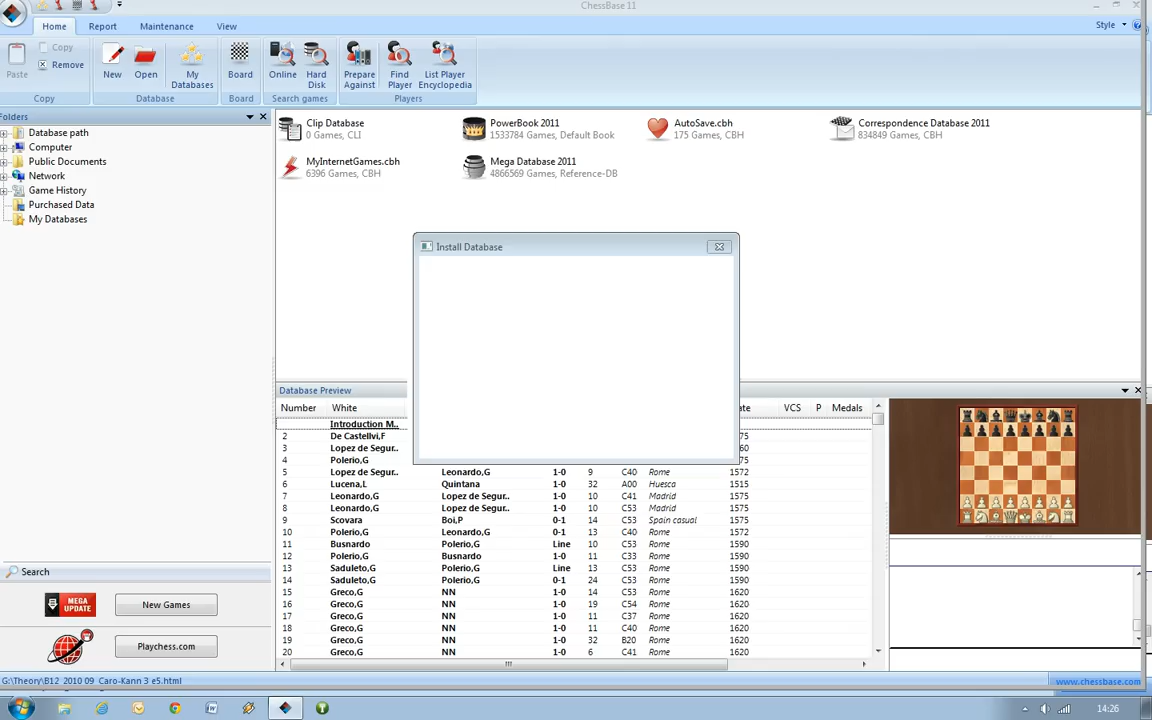 ChessBase 11
Home Report Maintenance View Style
Paste Copy Remove New Open My Databases Board Online Hard Disk Prepare Against Find Player List Player Encyclopedia
Copy Database Board Search games Players
Folders
Database path
Computer
Public Documents
Network
Game History
Purchased Data
My Databases
Clip Database
0 Games, CLI
PowerBook 2011
1533784 Games, Default Book
AutoSave.cbh
175 Games, CBH
Correspondence Database 2011
834849 Games, CBH
MyInternetGames.cbh
6396 Games, CBH
Mega Database 2011
4866569 Games, Reference-DB
Install Database
Database Preview
Number White ate VCS P Medals
Introduction M..
2 De Castellvi,F 75
3 Lopez de Segur.. 60
4 Polerio,G 75
5 Lopez de Segur.. Leonardo,G 1-0 9 C40 Rome 1572
6 Lucena,L Quintana 1-0 32 A00 Huesca 1515
7 Leonardo,G Lopez de Segur.. 1-0 10 C41 Madrid 1575
8 Leonardo,G Lopez de Segur.. 1-0 10 C53 Madrid 1575
9 Scovara Boi,P 0-1 14 C53 Spain casual 1575
10 Polerio,G Leonardo,G 0-1 13 C40 Rome 1575
11 Busnardo Polerio,G Line 10 C53 Rome 1590
12 Polerio,G Busnardo 1-0 11 C33 Rome 1590
13 Saduleto,G Polerio,G Line 13 C53 Rome 1590
14 Saduleto,G Polerio,G 0-1 24 C53 Rome 1590
15 Greco,G NN 1-0 14 C53 Rome 1620
16 Greco,G NN 1-0 19 C54 Rome 1620
17 Greco,G NN 1-0 11 C37 Rome 1620
18 Greco,G NN 1-0 11 C40 Rome 1620
19 Greco,G NN 1-0 32 B20 Rome 1620
20 Greco,G NN 1-0 6 C41 Rome 1620
Search
MEGA UPDATE
New Games
Playchess.com
G:\Theory\B12 2010 09 Caro-Kann 3 e5.html
www.chessbase.com
14:26